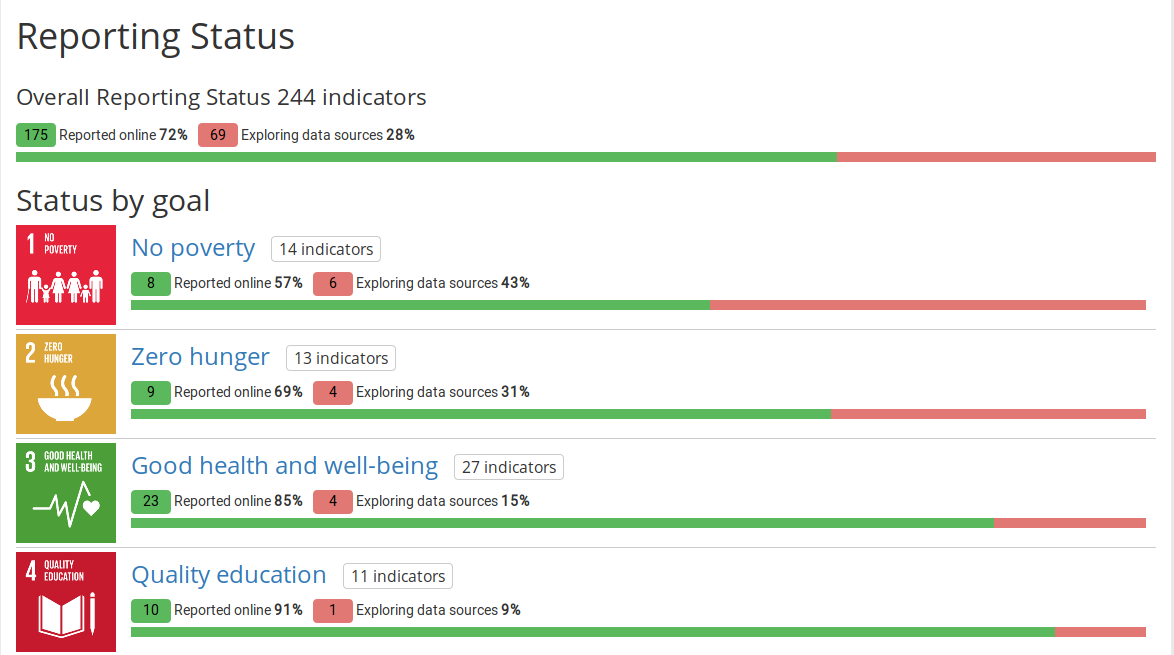 Reporting Status
Overall Reporting Status 244 indicators
175 Reported online 72% 69 Exploring data sources 28%
Status by goal
1 NO
POVERTY
No poverty 14 indicators
8 Reported online 57% 6 Exploring data sources 43%
2 ZERO
HUNGER
Zero hunger 13 indicators
9 Reported online 69% 4 Exploring data sources 31%
3 GOOD HEALTH
AND WELL-BEING
Good health and well-being 27 indicators
23 Reported online 85% 4 Exploring data sources 15%
4 QUALITY
EDUCATION
Quality education 11 indicators
10 Reported online 91% 1 Exploring data sources 9%